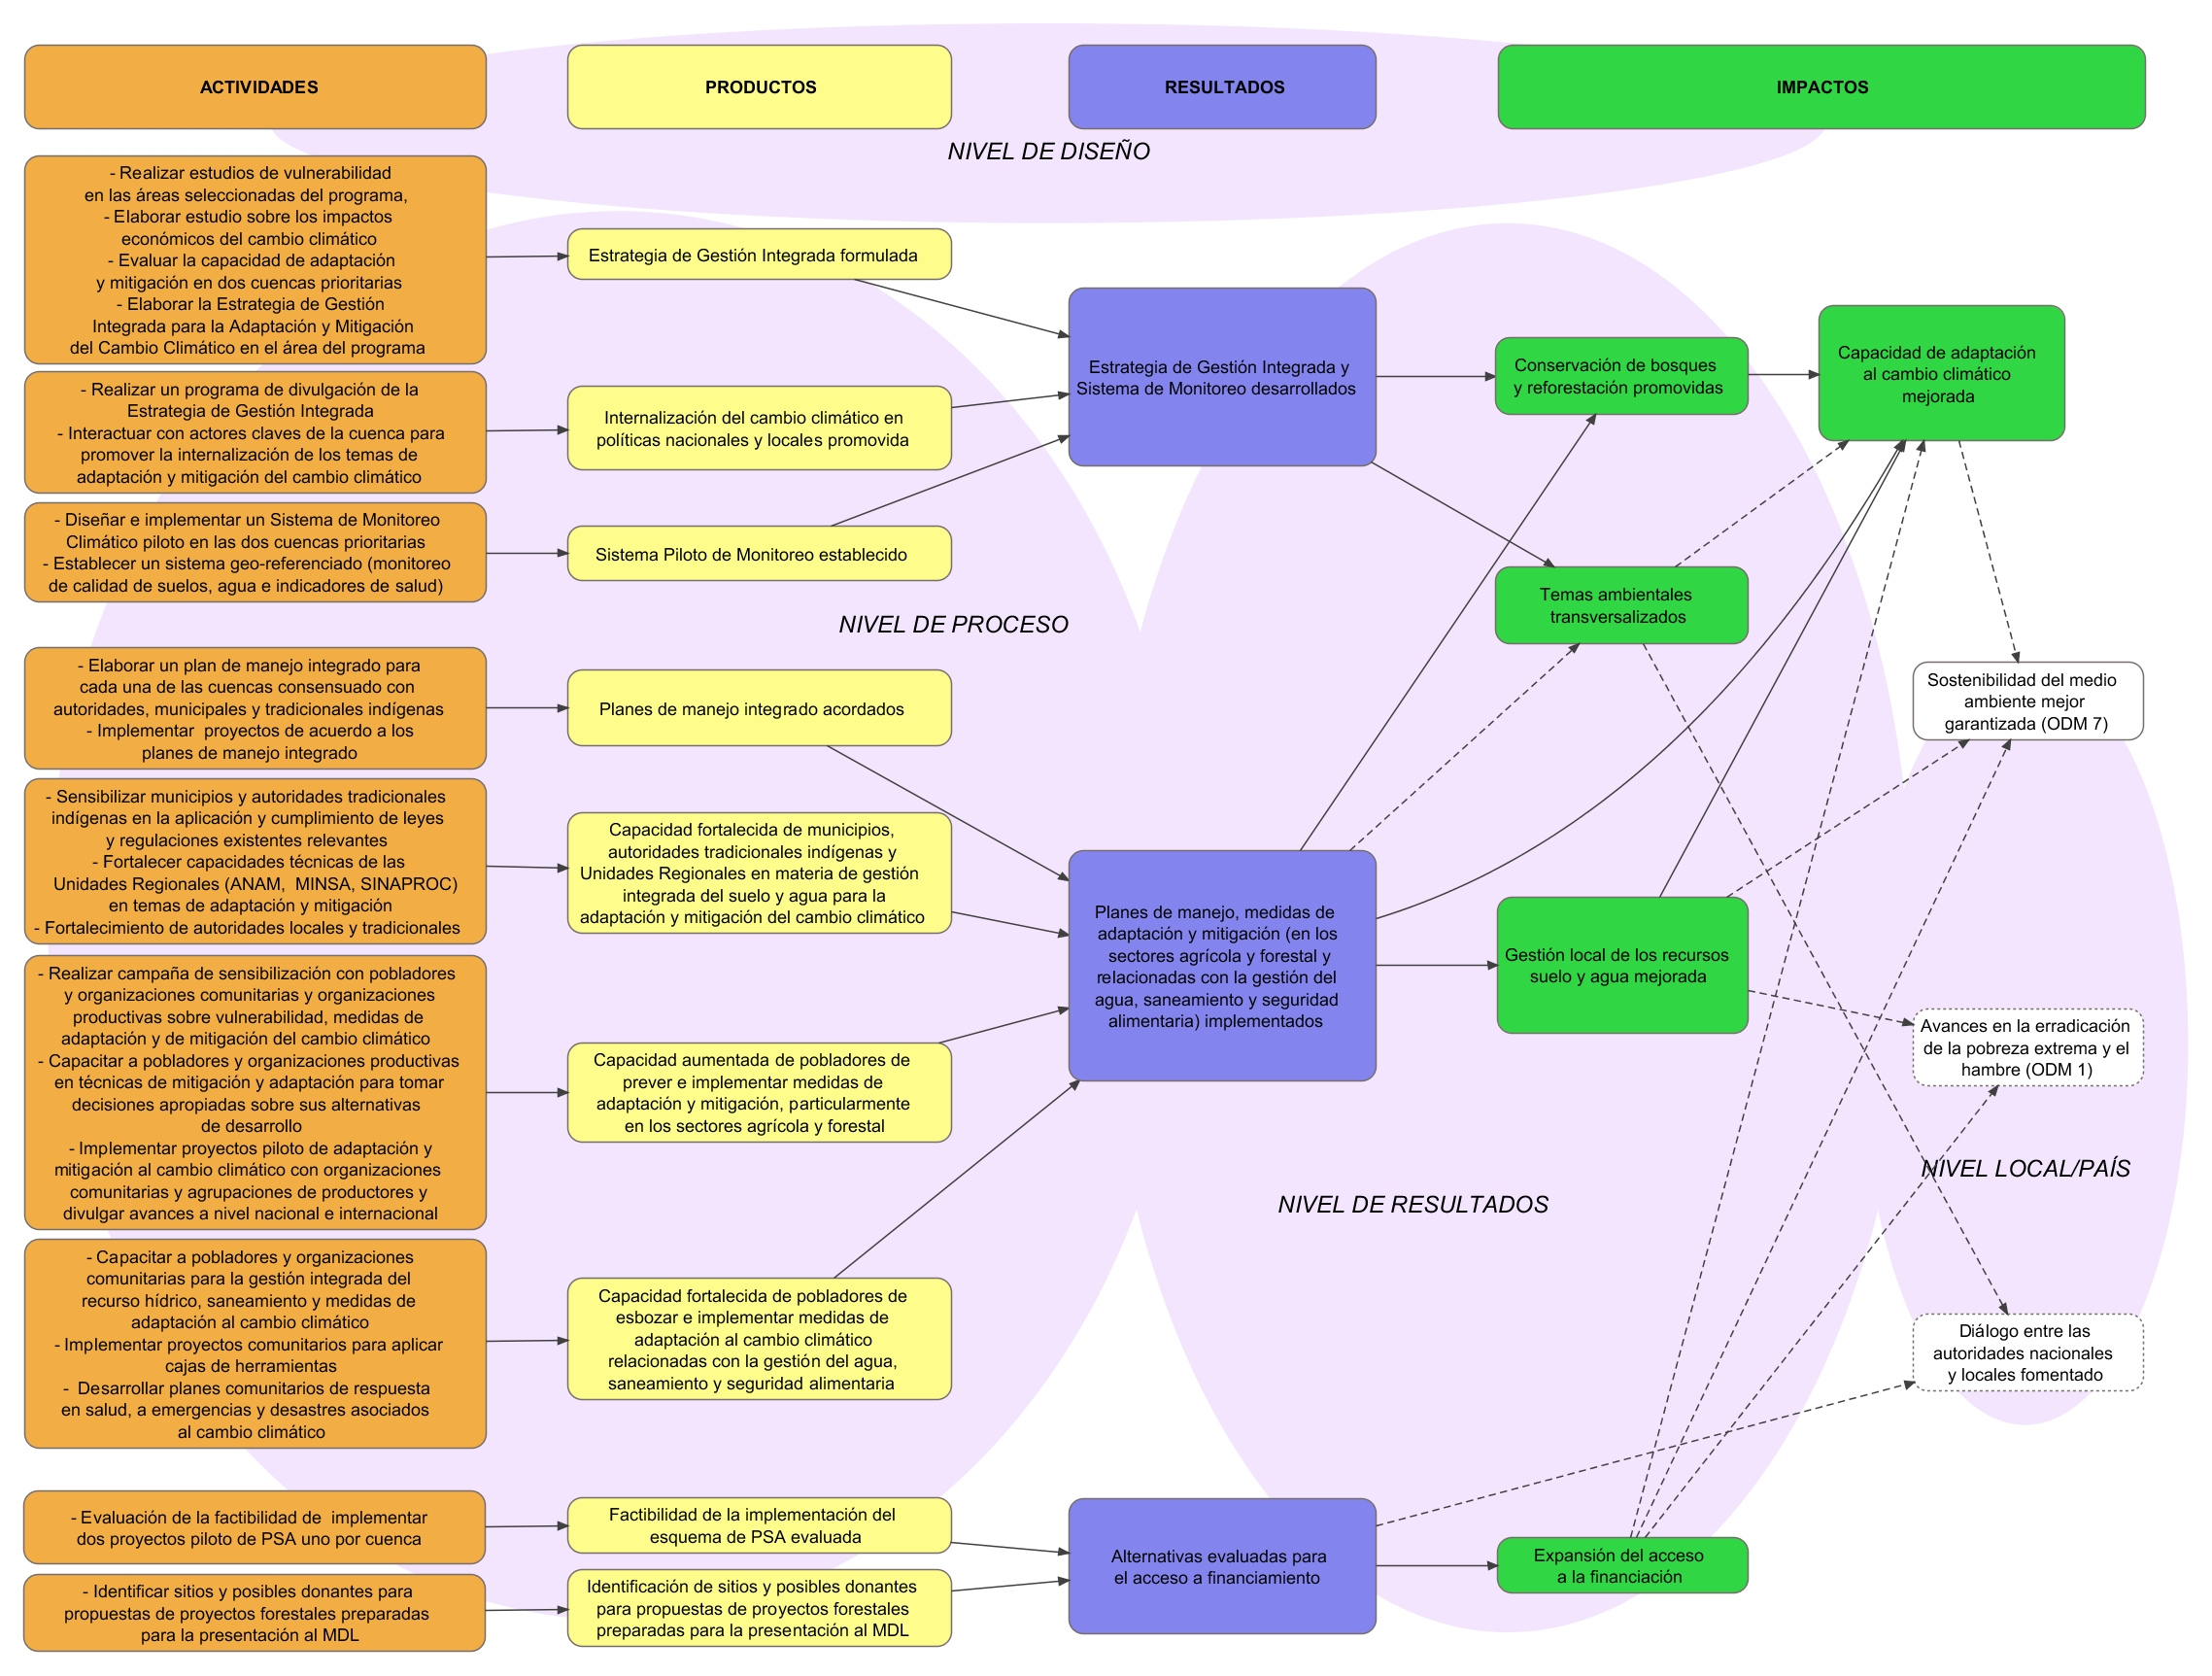 ACTIVIDADES
PRODUCTOS
RESULTADOS
IMPACTOS
NIVEL DE DISEÑO
- Realizar estudios de vulnerabilidad
en las áreas seleccionadas del programa,
- Elaborar estudio sobre los impactos
económicos del cambio climático
- Evaluar la capacidad de adaptación
y mitigación en dos cuencas prioritarias
- Elaborar la Estrategia de Gestión
Integrada para la Adaptación y Mitigación
del Cambio Climático en el área del programa
- Realizar un programa de divulgación de la
Estrategia de Gestión Integrada
- Interactuar con actores claves de la cuenca para
promover la internalización de los temas de
adaptación y mitigación del cambio climático
- Diseñar e implementar un Sistema de Monitoreo
Climático piloto en las dos cuencas prioritarias
- Establecer un sistema geo-referenciado (monitoreo
de calidad de suelos, agua e indicadores de salud)
- Elaborar un plan de manejo integrado para
cada una de las cuencas consensuado con
autoridades, municipales y tradicionales indígenas
- Implementar  proyectos de acuerdo a los
planes de manejo integrado
- Sensibilizar municipios y autoridades tradicionales
indígenas en la aplicación y cumplimiento de leyes
y regulaciones existentes relevantes
- Fortalecer capacidades técnicas de las
Unidades Regionales (ANAM,  MINSA, SINAPROC)
en temas de adaptación y mitigación
- Fortalecimiento de autoridades locales y tradicionales
- Realizar campaña de sensibilización con pobladores
y organizaciones comunitarias y organizaciones
productivas sobre vulnerabilidad, medidas de
adaptación y de mitigación del cambio climático
- Capacitar a pobladores y organizaciones productivas
en técnicas de mitigación y adaptación para tomar
decisiones apropiadas sobre sus alternativas
de desarrollo
- Implementar proyectos piloto de adaptación y
mitigación al cambio climático con organizaciones
comunitarias y agrupaciones de productores y
divulgar avances a nivel nacional e internacional
- Capacitar a pobladores y organizaciones
comunitarias para la gestión integrada del
recurso hídrico, saneamiento y medidas de
adaptación al cambio climático
- Implementar proyectos comunitarios para aplicar
cajas de herramientas
-  Desarrollar planes comunitarios de respuesta
en salud, a emergencias y desastres asociados
al cambio climático
- Evaluación de la factibilidad de  implementar
dos proyectos piloto de PSA uno por cuenca
- Identificar sitios y posibles donantes para
propuestas de proyectos forestales preparadas
para la presentación al MDL
Estrategia de Gestión Integrada formulada
Internalización del cambio climático en
políticas nacionales y locales promovida
Sistema Piloto de Monitoreo establecido
NIVEL DE PROCESO
Planes de manejo integrado acordados
Capacidad fortalecida de municipios,
autoridades tradicionales indígenas y
Unidades Regionales en materia de gestión
integrada del suelo y agua para la
adaptación y mitigación del cambio climático
Capacidad aumentada de pobladores de
prever e implementar medidas de
adaptación y mitigación, particularmente
en los sectores agrícola y forestal
Capacidad fortalecida de pobladores de
esbozar e implementar medidas de
adaptación al cambio climático
relacionadas con la gestión del agua,
saneamiento y seguridad alimentaria
Factibilidad de la implementación del
esquema de PSA evaluada
Identificación de sitios y posibles donantes
para propuestas de proyectos forestales
preparadas para la presentación al MDL
Estrategia de Gestión Integrada y
Sistema de Monitoreo desarrollados
Planes de manejo, medidas de
adaptación y mitigación (en los
sectores agrícola y forestal y
relacionadas con la gestión del
agua, saneamiento y seguridad
alimentaria) implementados
Alternativas evaluadas para
el acceso a financiamiento
NIVEL DE RESULTADOS
Conservación de bosques
y reforestación promovidas
Temas ambientales
transversalizados
Gestión local de los recursos
suelo y agua mejorada
Expansión del acceso
a la financiación
Capacidad de adaptación
al cambio climático
mejorada
Sostenibilidad del medio
ambiente mejor
garantizada (ODM 7)
Avances en la erradicación
de la pobreza extrema y el
hambre (ODM 1)
NIVEL LOCAL/PAÍS
Diálogo entre las
autoridades nacionales
y locales fomentado